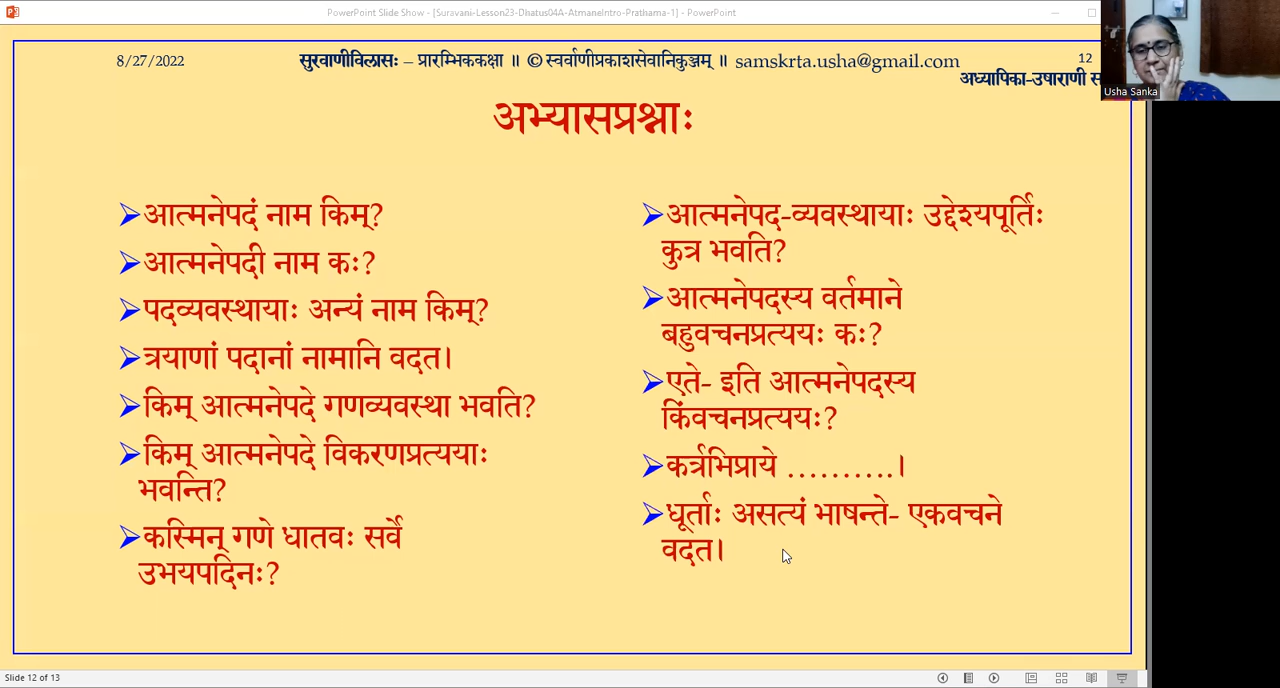 PowerPoint Slide Show - [Suravani-Lesson23-Dhatus04A-AtmaneIntro-Prathama-1] - PowerPoint
8/27/2022
सुरवाणीविलासः – प्रारम्भिककक्षा ॥ © स्वर्वाणीप्रकाशसेवानिकुञ्जम् ॥ samskrta.usha@gmail.com
12
अध्यापिका-उषाराणी
Usha Sanka
अभ्यासप्रश्नाः
आत्मनेपदं नाम किम्?
आत्मनेपदी नाम कः?
पदव्यवस्थायाः अन्यं नाम किम्?
त्रयाणां पदानां नामानि वदत।
किम् आत्मनेपदे गणव्यवस्था भवति?
किम् आत्मनेपदे विकरणप्रत्ययाः
भवन्ति?
कस्मिन् गणे धातवः सर्वे
उभयपदिनः?
आत्मनेपद-व्यवस्थायाः उद्देश्यपूर्तिः
कुत्र भवति?
आत्मनेपदस्य वर्तमाने
बहुवचनप्रत्ययः कः?
एते- इति आत्मनेपदस्य
किंवचनप्रत्ययः?
कर्त्रभिप्राये ..........।
धूर्ताः असत्यं भाषन्ते- एकवचने
वदत।
Slide 12 of 13